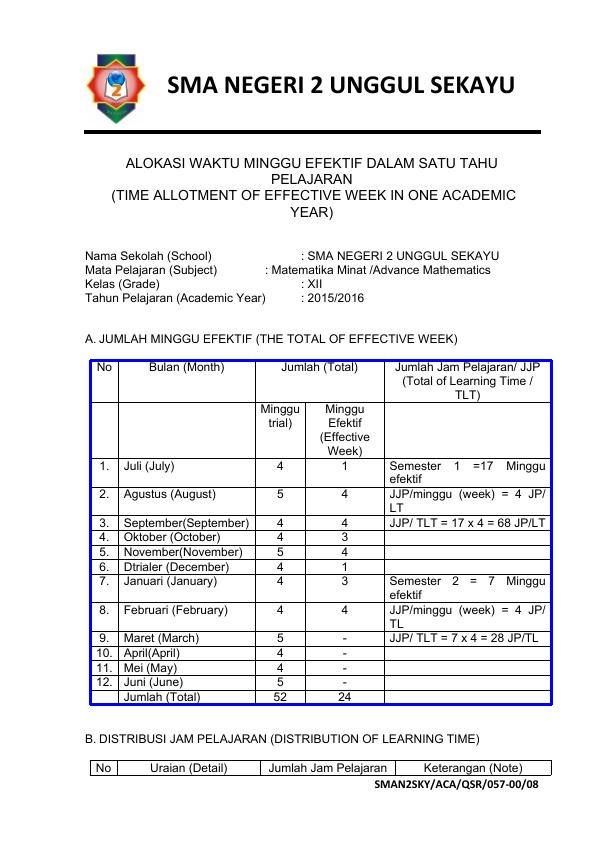 2
SMA NEGERI 2 UNGGUL SEKAYU
ALOKASI WAKTU MINGGU EFEKTIF DALAM SATU TAHU
PELAJARAN
(TIME ALLOTMENT OF EFFECTIVE WEEK IN ONE ACADEMIC
YEAR)
Nama Sekolah (School) : SMA NEGERI 2 UNGGUL SEKAYU
Mata Pelajaran (Subject) : Matematika Minat /Advance Mathematics
Kelas (Grade) : XII
Tahun Pelajaran (Academic Year) : 2015/2016
A. JUMLAH MINGGU EFEKTIF (THE TOTAL OF EFFECTIVE WEEK)
No Bulan (Month) Jumlah (Total) Jumlah Jam Pelajaran/ JJP
(Total of Learning Time /
TLT)
Minggu Minggu
trial) Efektif
(Effective
Week)
1. Juli (July) 4 1 Semester 1 =17 Minggu
efektif
2. Agustus (August) 5 4 JJP/minggu (week) = 4 JP/
LT
3. September(September) 4 4 JJP/ TLT = 17 x 4 = 68 JP/LT
4. Oktober (October) 4 3
5. November(November) 5 4
6. Dtrialer (December) 4 1
7. Januari (January) 4 3 Semester 2 = 7 Minggu
efektif
8. Februari (February) 4 4 JJP/minggu (week) = 4 JP/
TL
9. Maret (March) 5 - JJP/ TLT = 7 x 4 = 28 JP/TL
10. April(April) 4 -
11. Mei (May) 4 -
12. Juni (June) 5 -
Jumlah (Total) 52 24
B. DISTRIBUSI JAM PELAJARAN (DISTRIBUTION OF LEARNING TIME)
No Uraian (Detail) Jumlah Jam Pelajaran Keterangan (Note)
SMAN2SKY/ACA/QSR/057-00/08